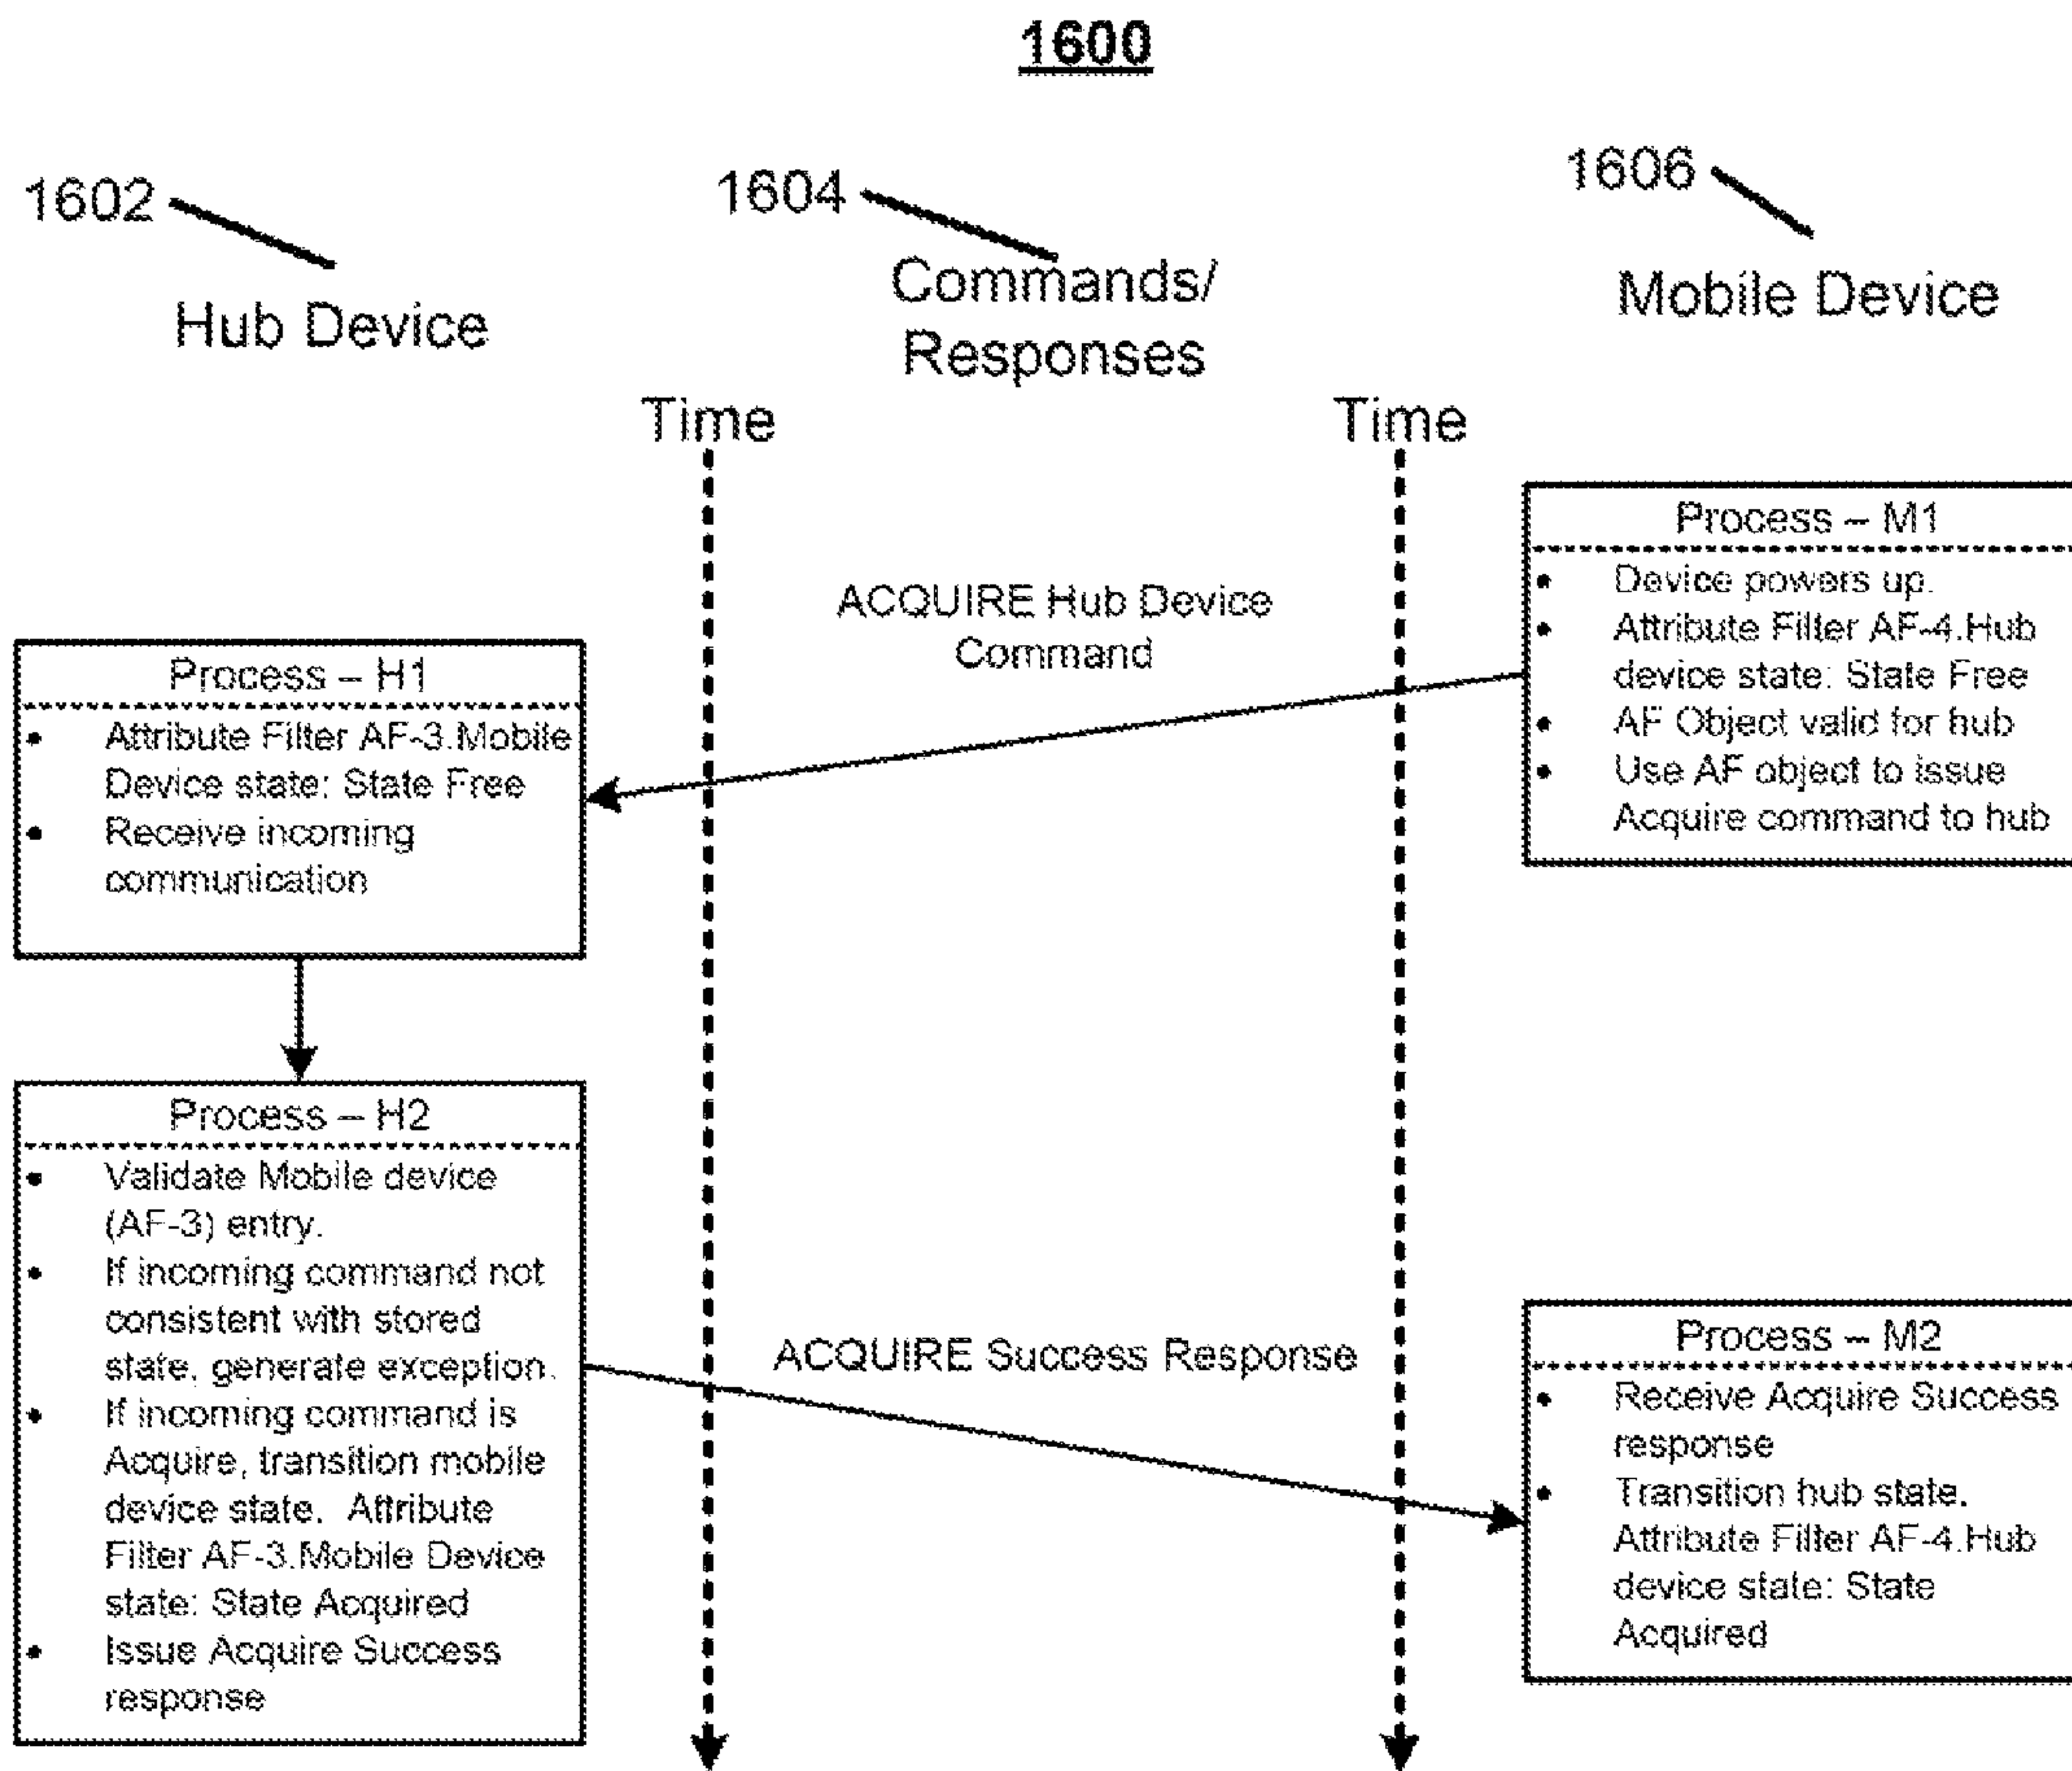 1600
1602
1604
1606
Hub Device
Commands/
Responses
Mobile Device
Time
Time
Process – M1
• Device powers up.
• Attribute Filter AF-4.Hub
device state: State Free
• AF Object valid for hub
• Use AF object to issue
Acquire command to hub
ACQUIRE Hub Device
Command
Process – H1
• Attribute Filter AF-3.Mobile
Device state: State Free
• Receive incoming
communication
Process – H2
• Validate Mobile device
(AF-3) entry.
• If incoming command not
consistent with stored
state, generate exception.
• If incoming command is
Acquire, transition mobile
device state. Attribute
Filter AF-3.Mobile Device
state: State Acquired
• Issue Acquire Success
response
ACQUIRE Success Response
Process – M2
• Receive Acquire Success
response
• Transition hub state.
Attribute Filter AF-4.Hub
device state: State
Acquired